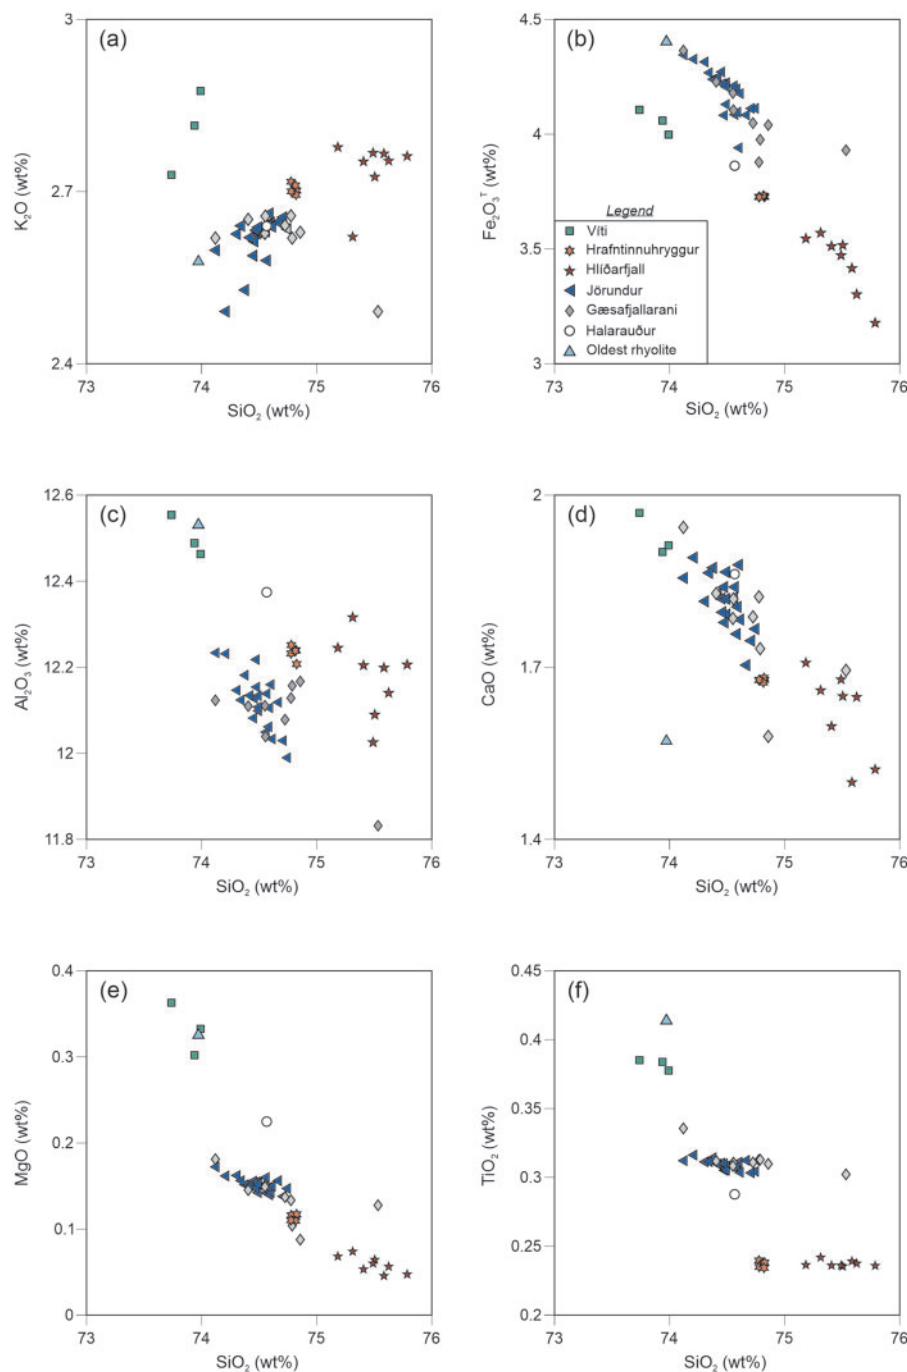 (a)
3
2.7
2.4
K₂O (wt%)
73 74 75 76
SiO₂ (wt%)
(b)
4.5
4
3.5
3
Fe₂O₃ᵀ (wt%)
Legend
Víti
Hrafntinnuhryggur
Hlíðarfjall
Jörundur
Gæsafjallarani
Halarauður
Oldest rhyolite
73 74 75 76
SiO₂ (wt%)
(c)
12.6
12.4
12.2
12
11.8
Al₂O₃ (wt%)
73 74 75 76
SiO₂ (wt%)
(d)
2
1.7
1.4
CaO (wt%)
73 74 75 76
SiO₂ (wt%)
(e)
0.4
0.3
0.2
0.1
0
MgO (wt%)
73 74 75 76
SiO₂ (wt%)
(f)
0.45
0.4
0.35
0.3
0.25
0.2
TiO₂ (wt%)
73 74 75 76
SiO₂ (wt%)